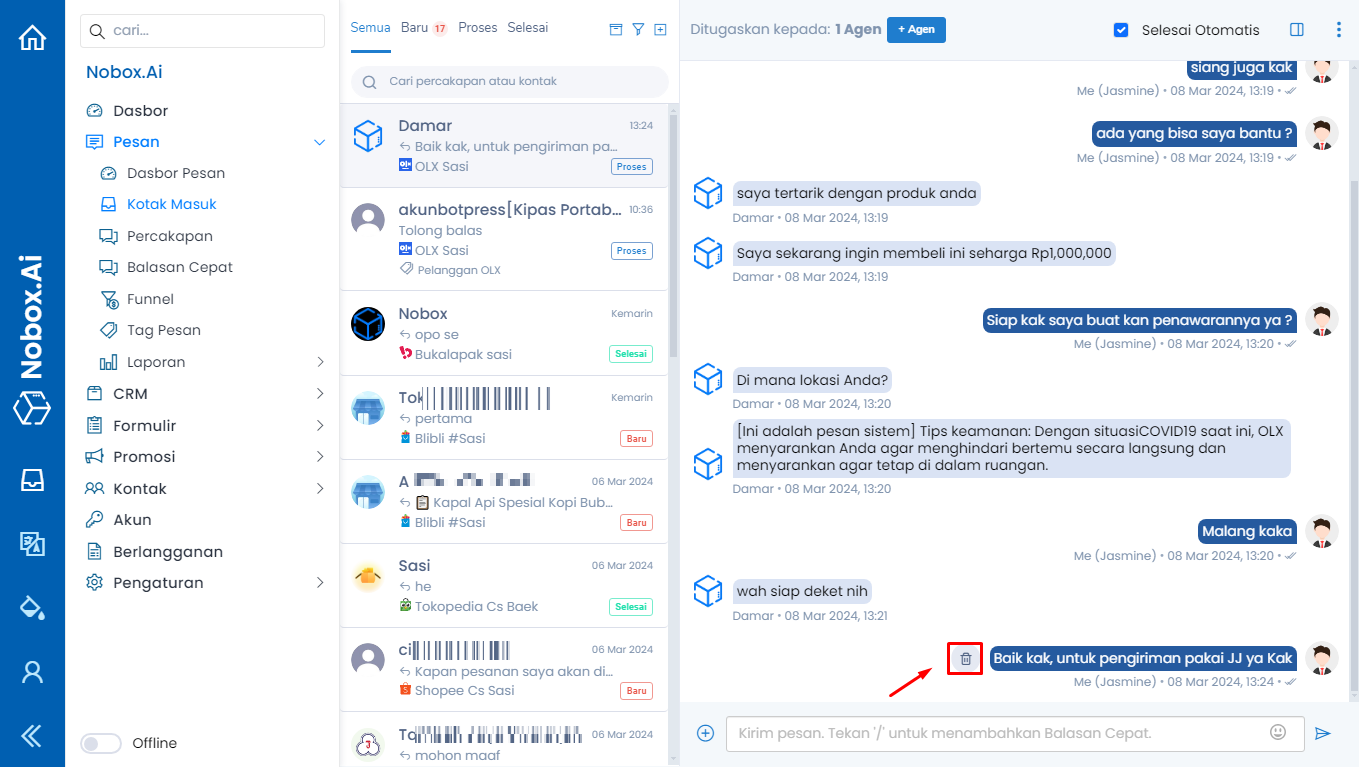 Nobox.Ai
cari...
Nobox.Ai
Dasbor
Pesan
Dasbor Pesan
Kotak Masuk
Percakapan
Balasan Cepat
Funnel
Tag Pesan
Laporan
CRM
Formulir
Promosi
Kontak
Akun
Berlangganan
Pengaturan
Offline
Semua Baru 17 Proses Selesai
Cari percakapan atau kontak
Damar 13:24
Baik kak, untuk pengiriman pa...
OLX Sasi Proses
akunbotpress[Kipas Portab... 10:36
Tolong balas
OLX Sasi Proses
Pelanggan OLX
Nobox Kemarin
opo se
Bukalapak sasi Selesai
Kemarin
pertama
Blibli #Sasi Baru
A 06 Mar 2024
Kapal Api Spesial Kopi Bub...
Blibli #Sasi Baru
Sasi 06 Mar 2024
he
Tokopedia Cs Baek Selesai
06 Mar 2024
Kapan pesanan saya akan di...
Shopee Cs Sasi Baru
06 Mar 2024
mohon maaf
Ditugaskan kepada: 1 Agen + Agen Selesai Otomatis
siang juga kak
Me (Jasmine) • 08 Mar 2024, 13:19 •
ada yang bisa saya bantu ?
Me (Jasmine) • 08 Mar 2024, 13:19 •
saya tertarik dengan produk anda
Damar • 08 Mar 2024, 13:19
Saya sekarang ingin membeli ini seharga Rp1,000,000
Damar • 08 Mar 2024, 13:19
Siap kak saya buat kan penawarannya ya ?
Me (Jasmine) • 08 Mar 2024, 13:20 •
Di mana lokasi Anda?
Damar • 08 Mar 2024, 13:20
[Ini adalah pesan sistem] Tips keamanan: Dengan situasiCOVID19 saat ini, OLX
menyarankan Anda agar menghindari bertemu secara langsung dan
menyarankan agar tetap di dalam ruangan.
Damar • 08 Mar 2024, 13:20
Malang kaka
Me (Jasmine) • 08 Mar 2024, 13:20 •
wah siap deket nih
Damar • 08 Mar 2024, 13:21
Baik kak, untuk pengiriman pakai JJ ya Kak
Me (Jasmine) • 08 Mar 2024, 13:24 •
Kirim pesan. Tekan '/' untuk menambahkan Balasan Cepat.